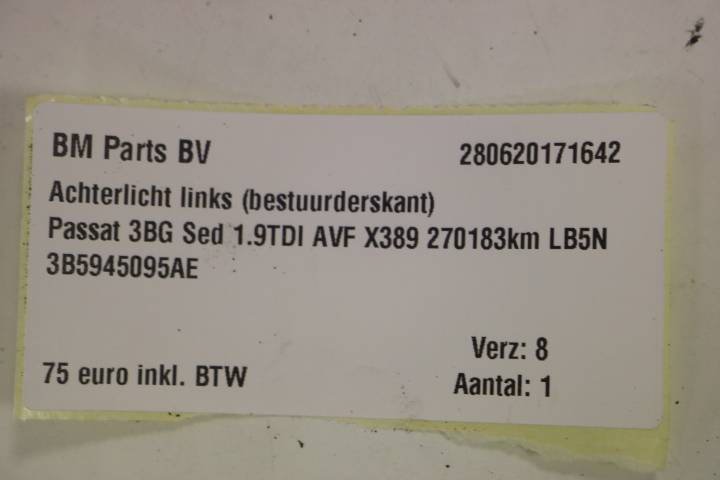 BM Parts BV 280620171642
Achterlicht links (bestuurderskant)
Passat 3BG Sed 1.9TDI AVF X389 270183km LB5N
3B5945095AE
Verz: 8
75 euro inkl. BTW Aantal: 1